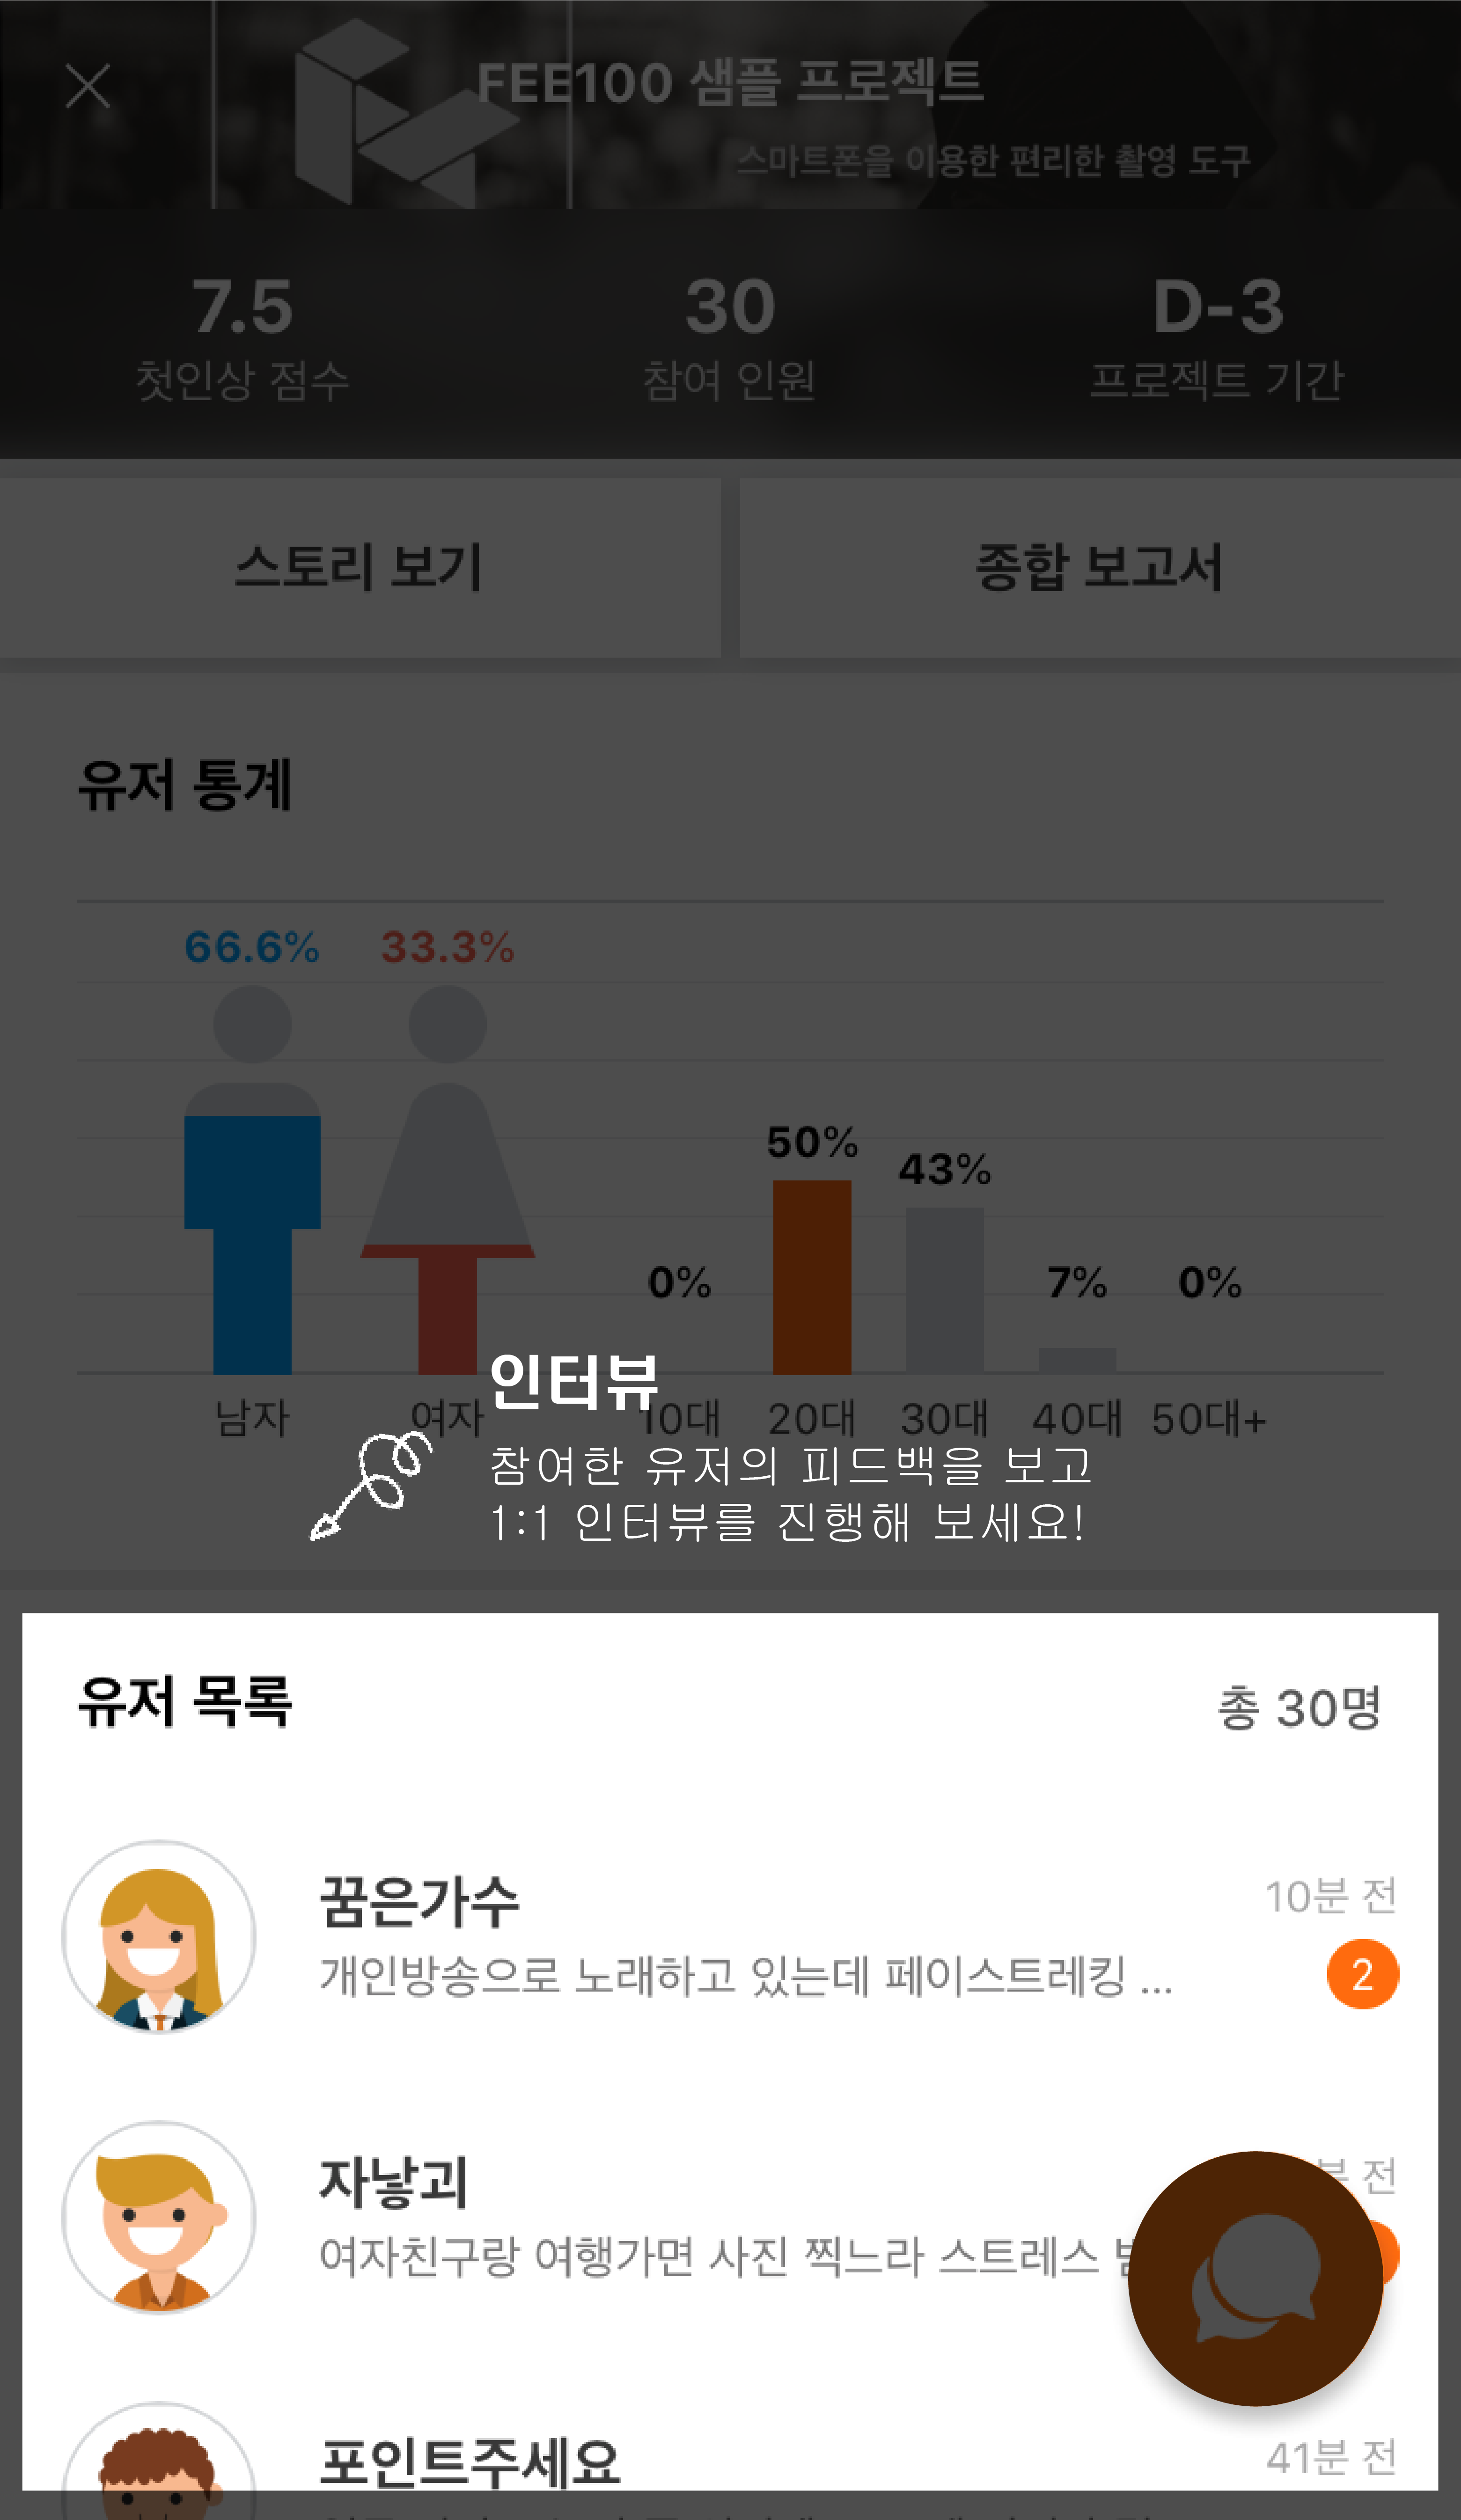 FEE100 샘플 프로젝트
스마트폰을 이용한 편리한 촬영 도구
7.5
30
D-3
첫인상 점수
참여 인원
프로젝트 기간
스토리 보기
종합 보고서
유저 통계
66.6%
33.3%
50%
43%
0%
7%
0%
남자
여자
10대
20대
30대
40대
50대+
인터뷰
참여한 유저의 피드백을 보고
1:1 인터뷰를 진행해 보세요!
유저 목록
총 30명
꿈은가수
10분 전
개인방송으로 노래하고 있는데 페이스트레킹 ...
2
자낳괴
전
여자친구랑 여행가면 사진 찍느라 스트레스
포인트주세요
41분 전